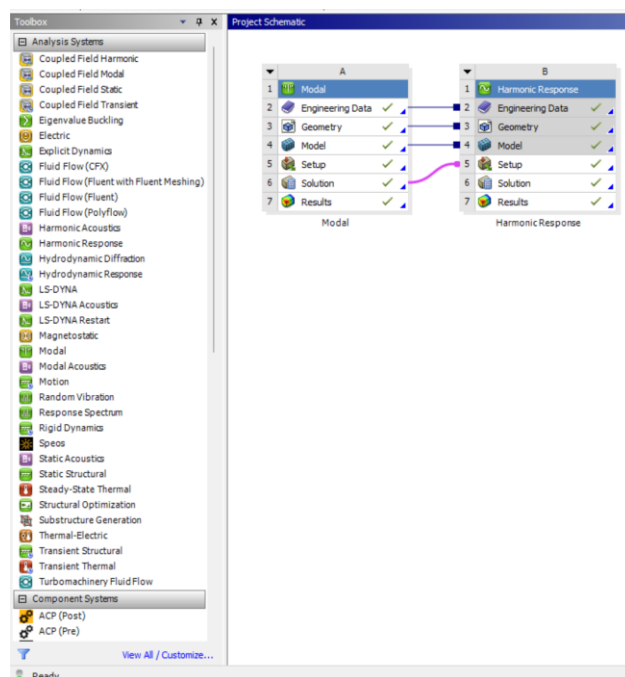 Toolbox
Project Schematic
Analysis Systems
Coupled Field Harmonic
Coupled Field Modal
Coupled Field Static
Coupled Field Transient
Eigenvalue Buckling
Electric
Explicit Dynamics
Fluid Flow (CFX)
Fluid Flow (Fluent with Fluent Meshing)
Fluid Flow (Fluent)
Fluid Flow (Polyflow)
Harmonic Acoustics
Harmonic Response
Hydrodynamic Diffraction
Hydrodynamic Response
LS-DYNA
LS-DYNA Acoustics
LS-DYNA Restart
Magnetostatic
Modal
Modal Acoustics
Motion
Random Vibration
Response Spectrum
Rigid Dynamics
Speos
Static Acoustics
Static Structural
Steady-State Thermal
Structural Optimization
Substructure Generation
Thermal-Electric
Transient Structural
Transient Thermal
Turbomachinery Fluid Flow
Component Systems
ACP (Post)
ACP (Pre)
View All / Customize...
Ready
A
1 Modal
2 Engineering Data
3 Geometry
4 Model
5 Setup
6 Solution
7 Results
Modal
B
1 Harmonic Response
2 Engineering Data
3 Geometry
4 Model
5 Setup
6 Solution
7 Results
Harmonic Response